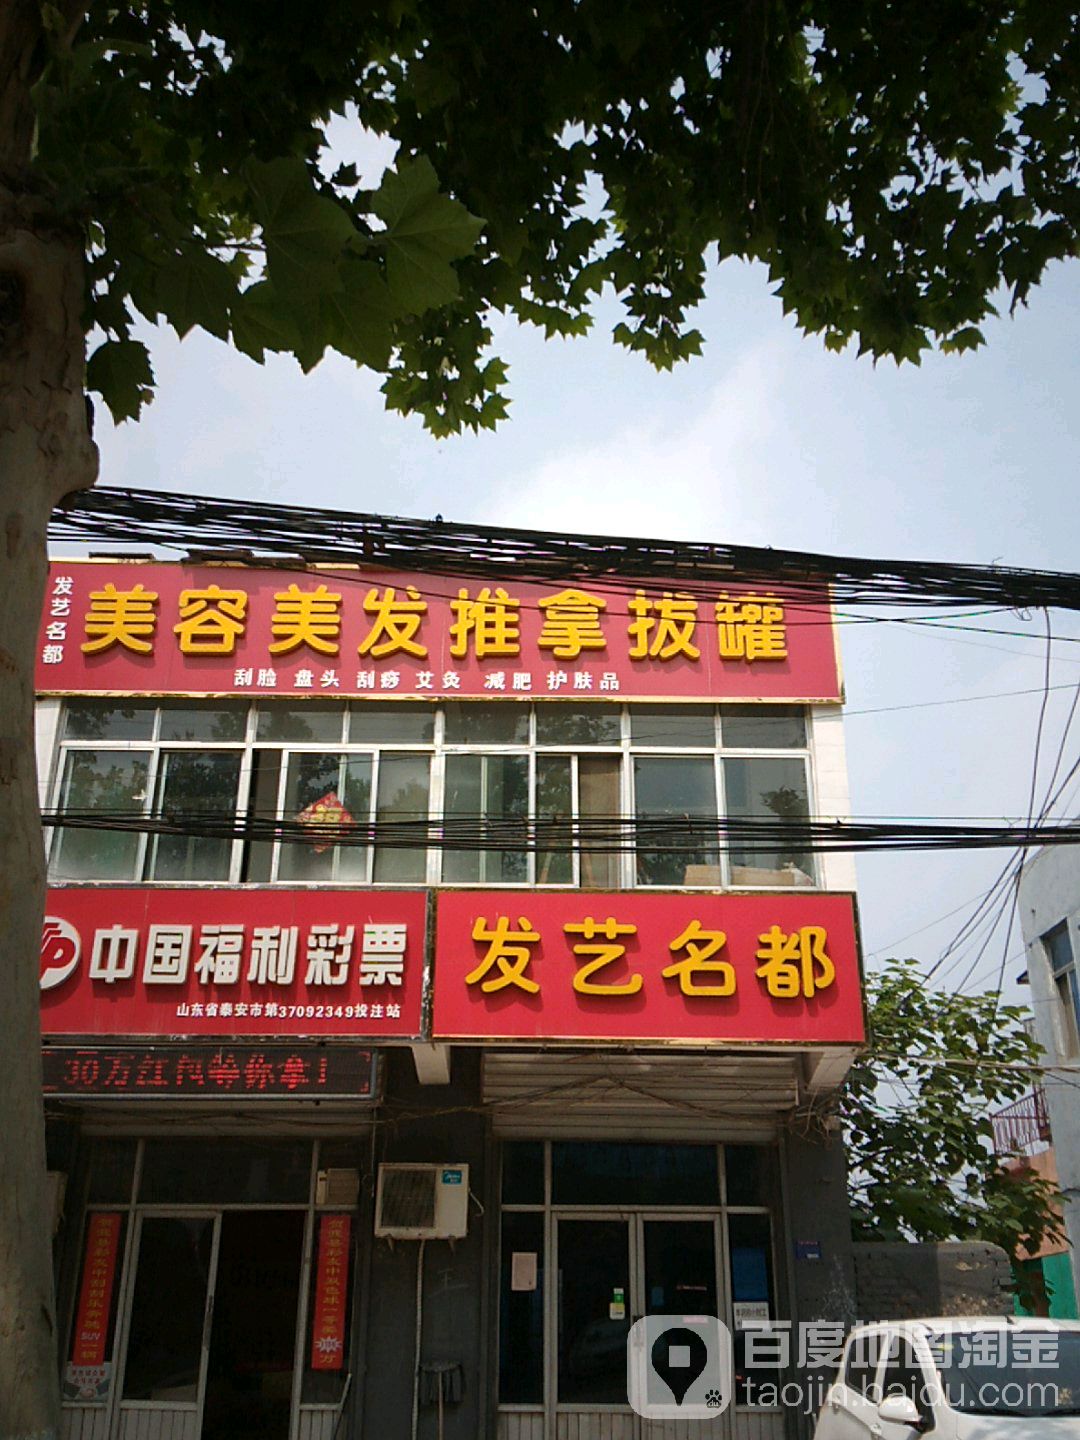 发艺名都
美容美发推拿拔罐
刮脸 盘头 刮痧 艾灸 减肥 护肤品
中国福利彩票
山东省泰安市第37092349投注站
发艺名都
30万红包等你拿!
Midea
百度地图淘金
taojin.baidu.com